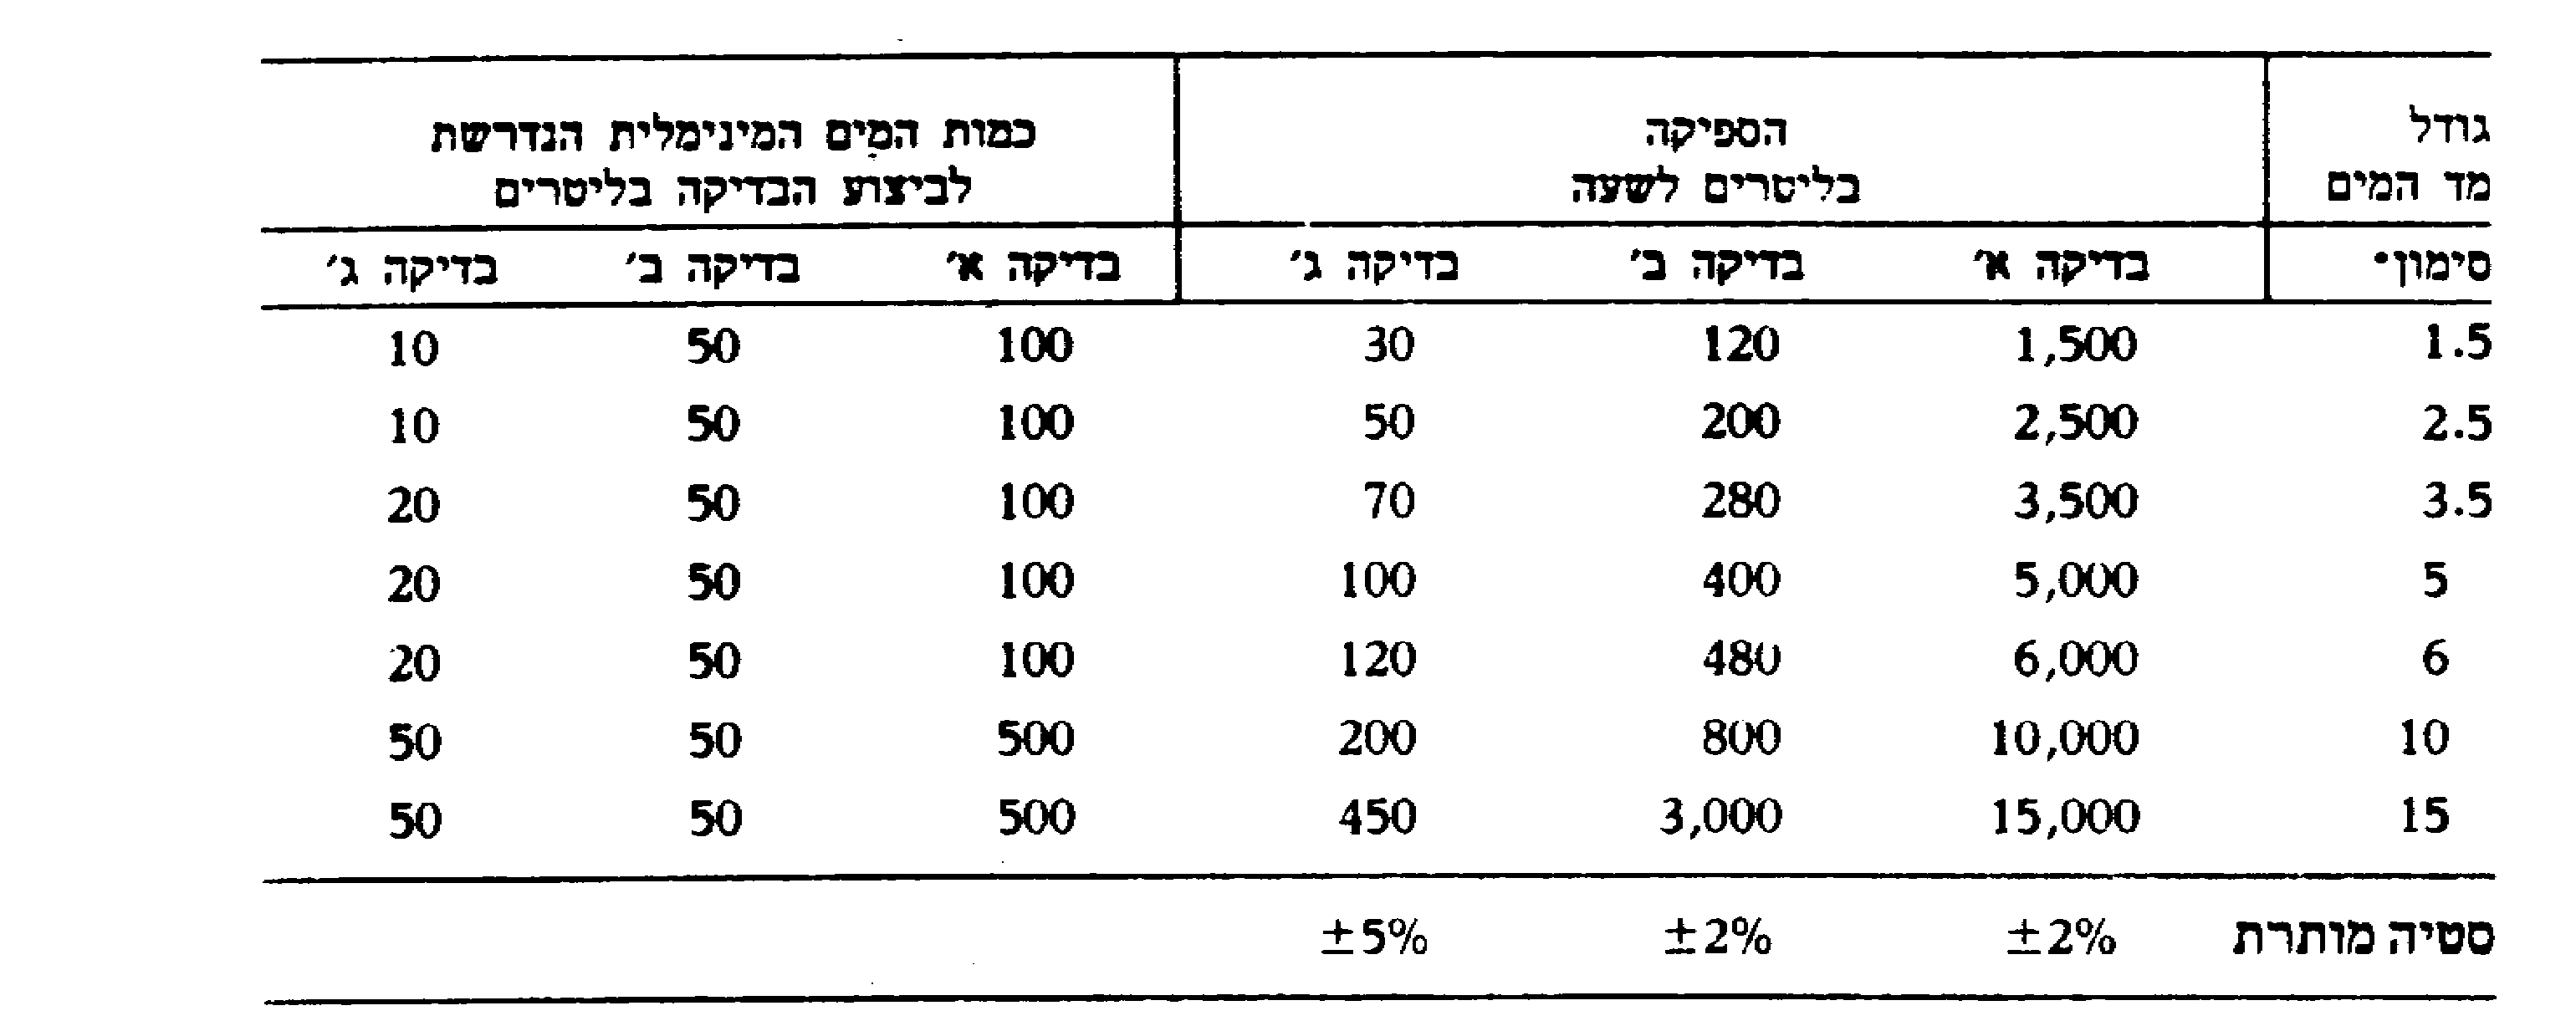 גודל הספיקה כמות המים המינימלית הנדרשת
מד המים בליטרים לשעה לביצוע הבדיקה בליטרים
סימון• בדיקה א׳ בדיקה ב׳ בדיקה ג׳ בדיקה א׳ בדיקה ב׳ בדיקה ג׳
1.5 1,500 120 30 100 50 10
2.5 2,500 200 50 100 50 10
3.5 3,500 280 70 100 50 20
5 5,000 400 100 100 50 20
6 6,000 480 120 100 50 20
10 10,000 800 200 500 50 50
15 15,000 3,000 450 500 50 50
סטיה מותרת ±2% ±2% ±5%